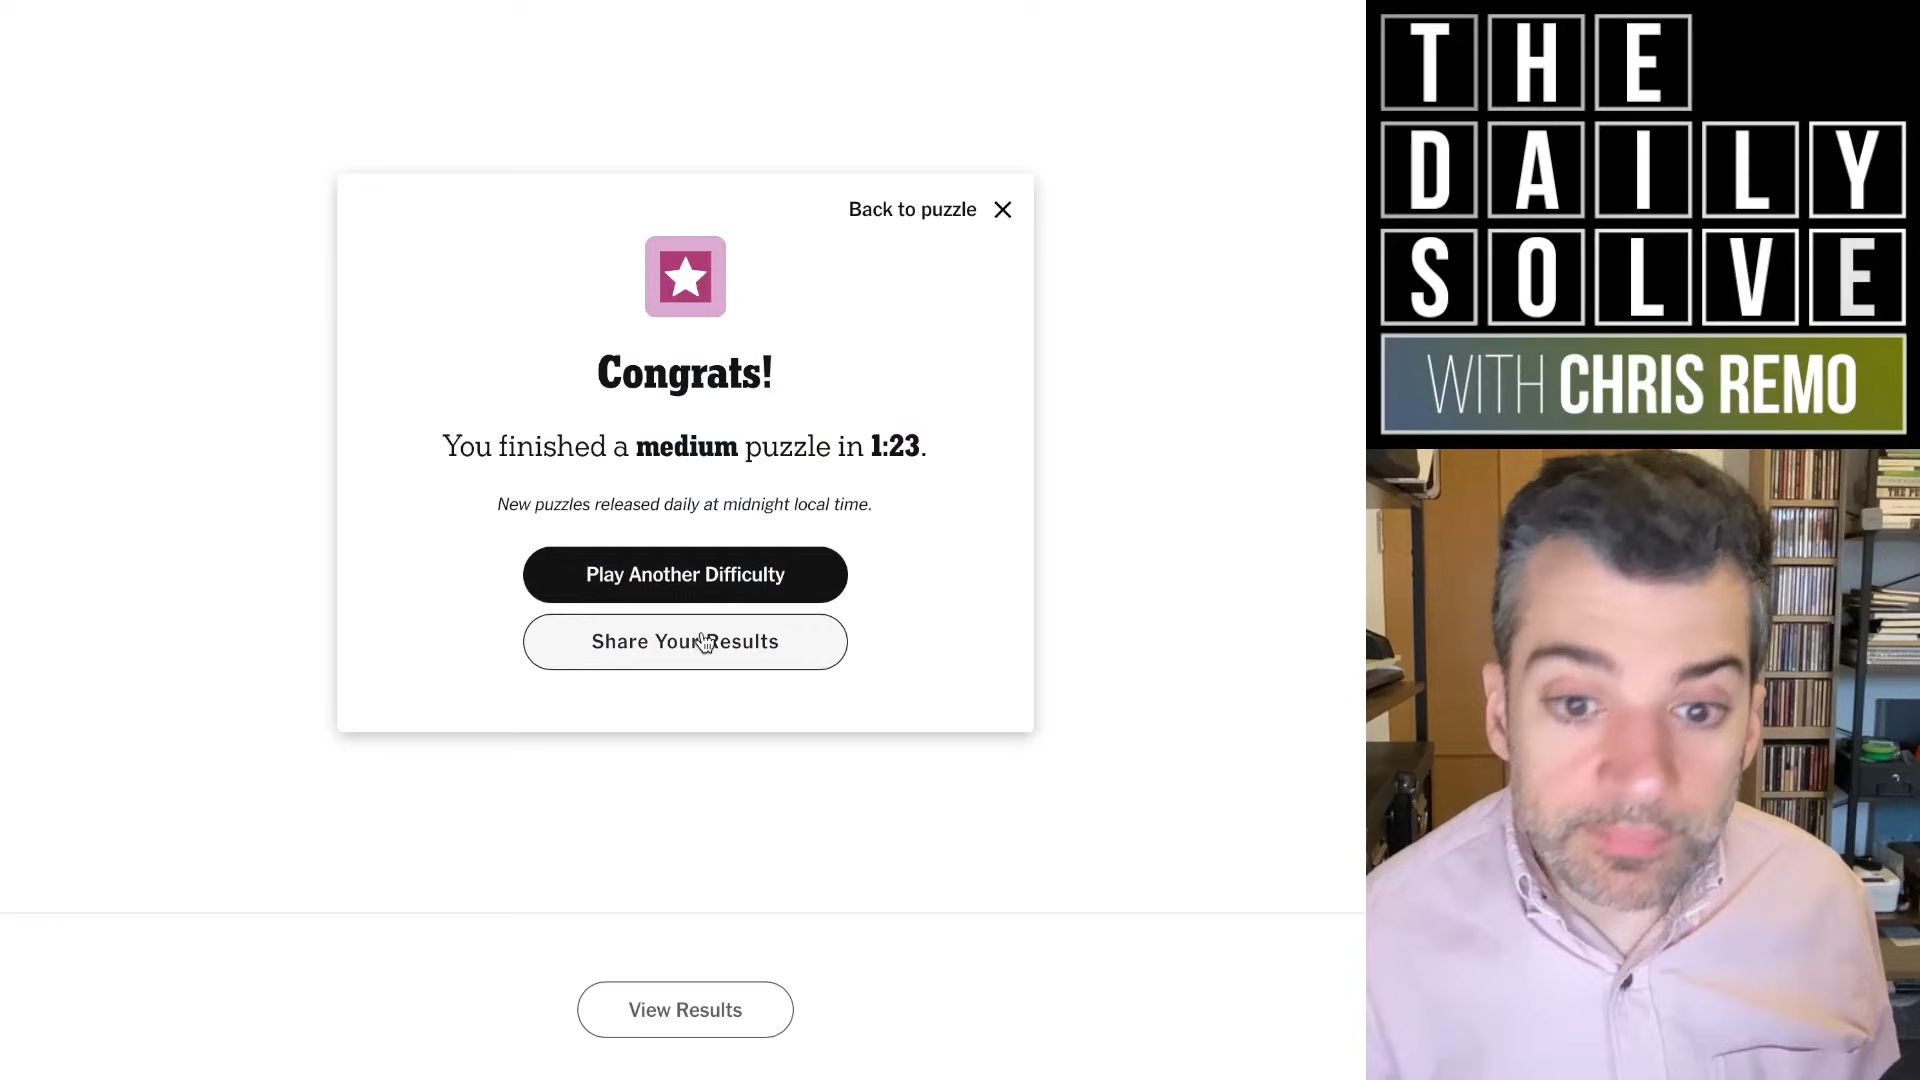 Back to puzzle
Congrats!
You finished a medium puzzle in 1:23.
New puzzles released daily at midnight local time.
Play Another Difficulty
Share Your Results
View Results
THE
DAILY
SOLVE
WITH CHRIS REMO